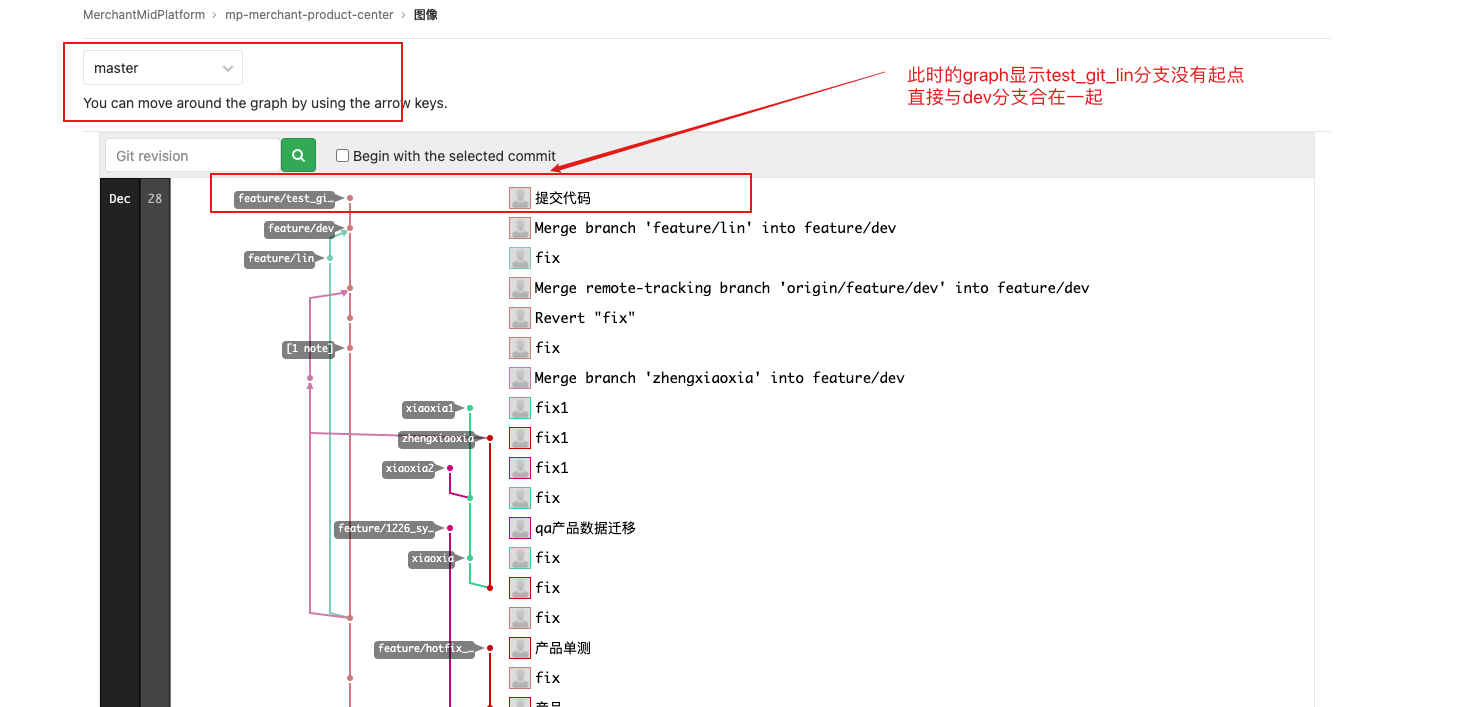 MerchantMidPlatform › mp-merchant-product-center › 图像
master
You can move around the graph by using the arrow keys.
此时的graph显示test_git_lin分支没有起点
直接与dev分支合在一起
Git revision
Begin with the selected commit
Dec 28
feature/test_gi… 提交代码
feature/dev Merge branch 'feature/lin' into feature/dev
feature/lin fix
Merge remote-tracking branch 'origin/feature/dev' into feature/dev
Revert "fix"
[1 note] fix
Merge branch 'zhengxiaoxia' into feature/dev
xiaoxia1 fix1
zhengxiaoxia fix1
xiaoxia2 fix1
fix
feature/1226_sy… qa产品数据迁移
xiaoxia fix
fix
fix
feature/hotfix_… 产品单测
fix
产品